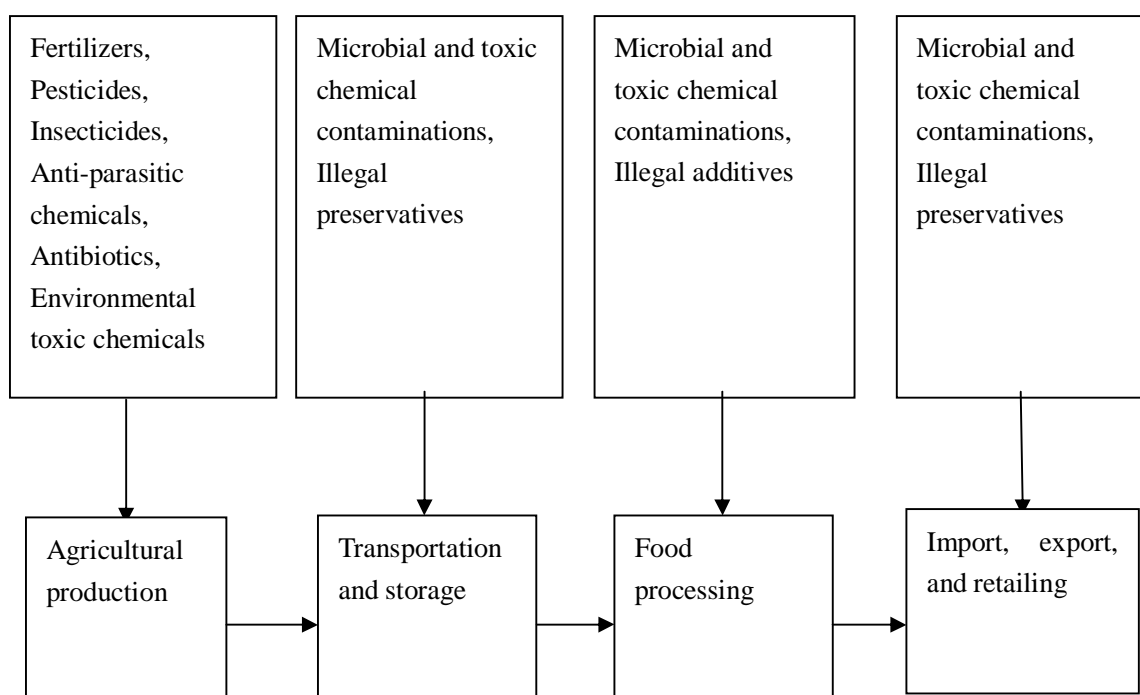 Fertilizers,
Pesticides,
Insecticides,
Anti-parasitic
chemicals,
Antibiotics,
Environmental
toxic chemicals
Microbial and toxic
chemical
contaminations,
Illegal
preservatives
Microbial and
toxic chemical
contaminations,
Illegal additives
Microbial and
toxic chemical
contaminations,
Illegal
preservatives
Agricultural
production
Transportation
and storage
Food
processing
Import, export,
and retailing